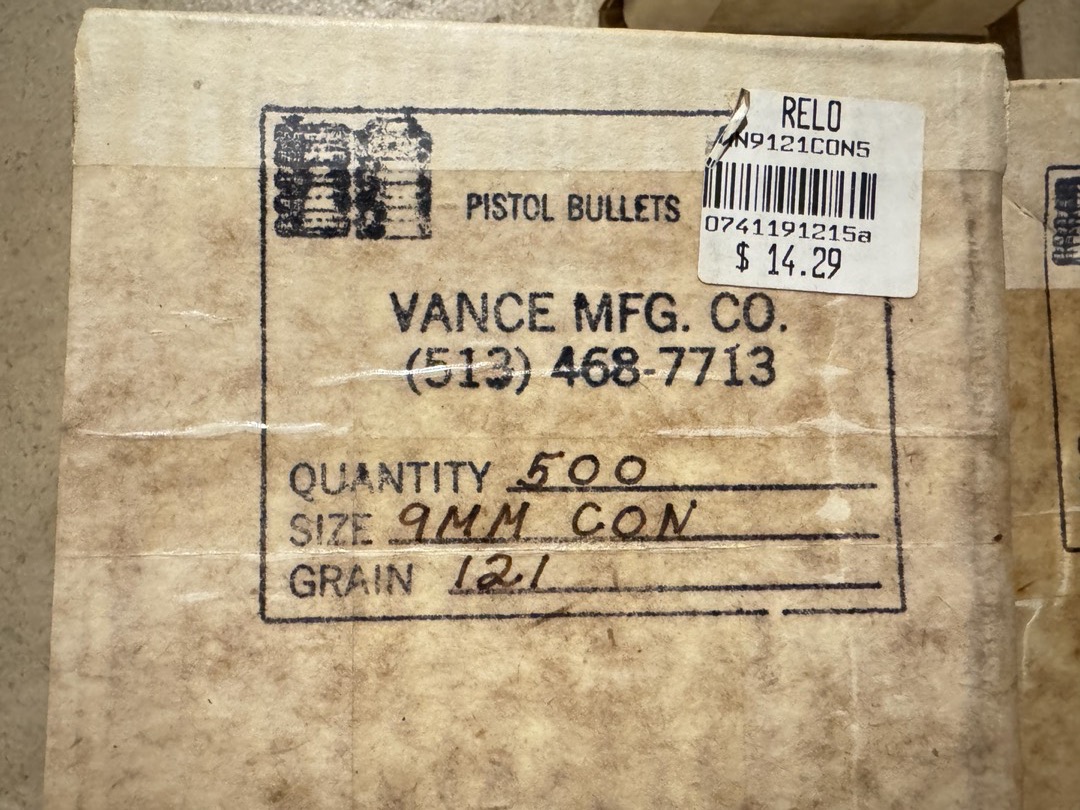 PISTOL BULLETS
VANCE MFG. CO.
(513) 468-7713
QUANTITY 500
SIZE 9MM CON
GRAIN 121
RELO
N9121CON5
0741191215a
$ 14.29